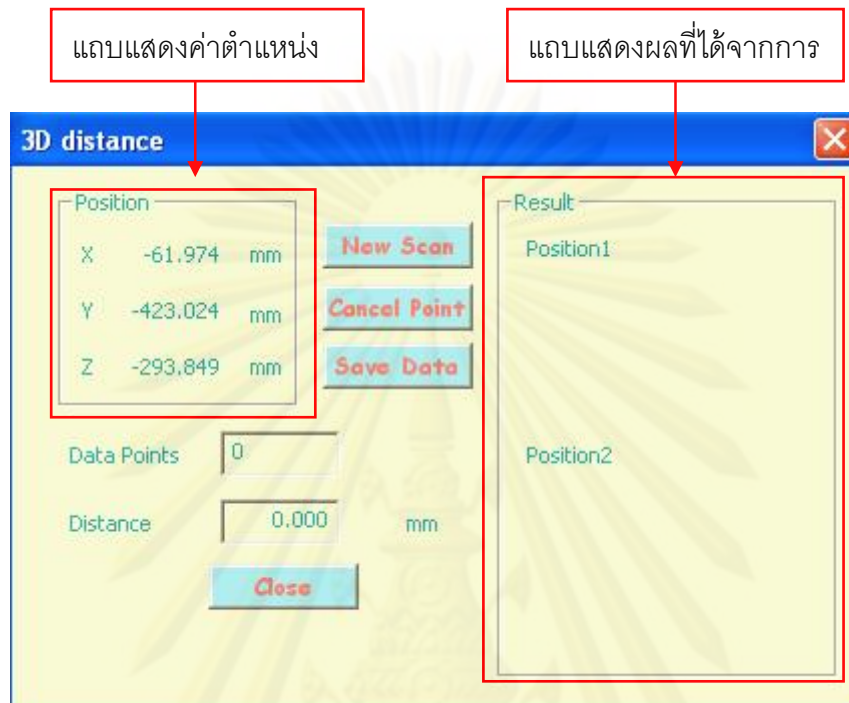 แถบแสดงค่าตำแหน่ง
แถบแสดงผลที่ได้จากการ
3D distance
Position
X -61.974 mm
Y -423.024 mm
Z -293.849 mm
New Scan
Cancel Point
Save Data
Data Points 0
Distance 0.000 mm
Close
Result
Position1
Position2